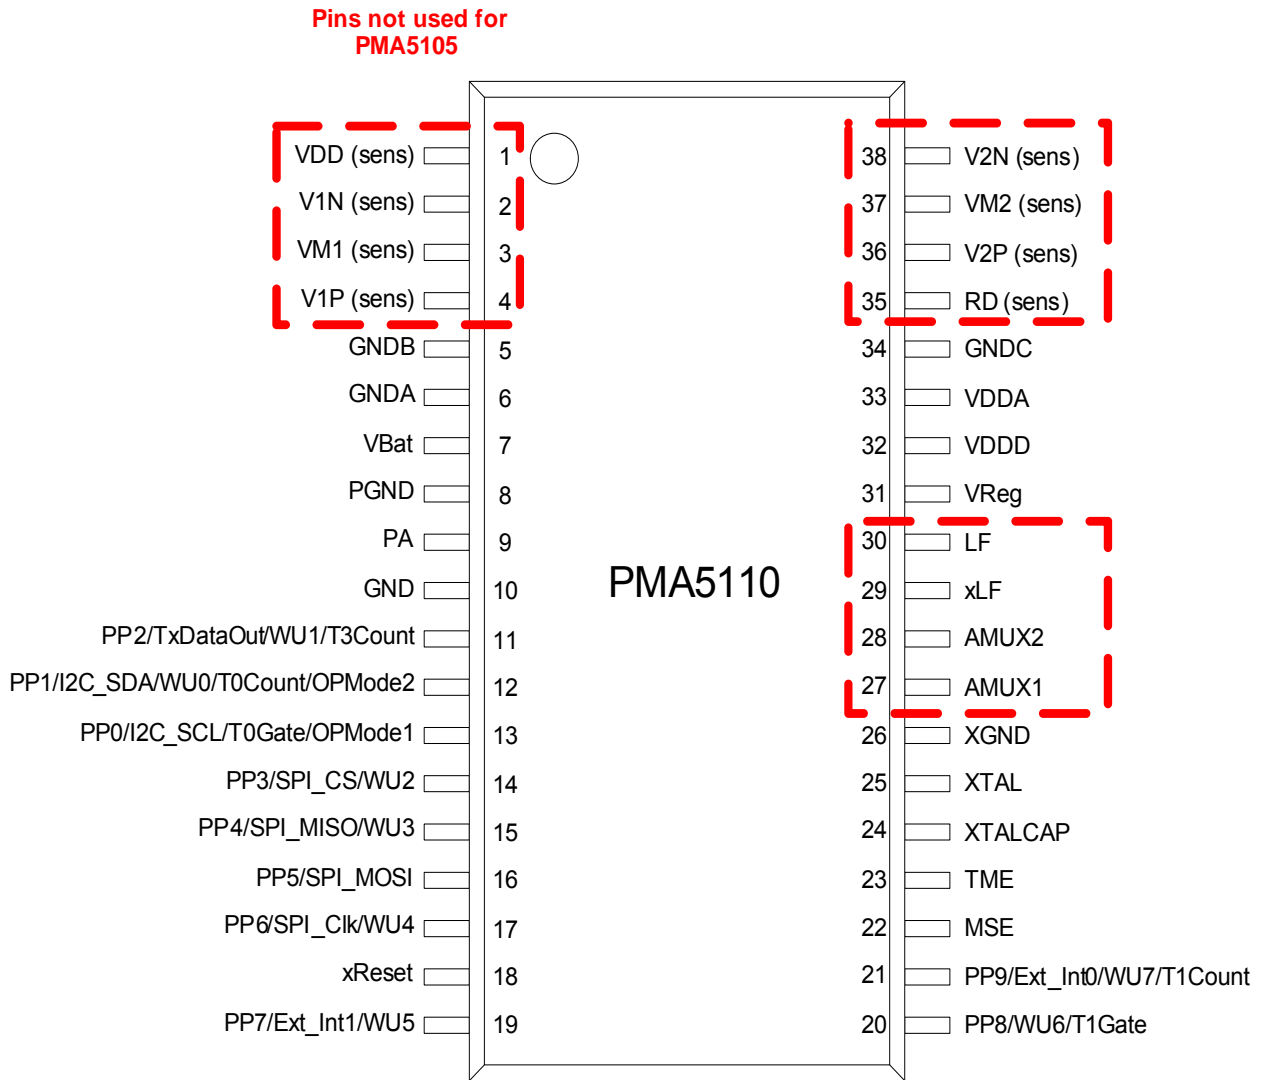 Pins not used for
PMA5105
VDD (sens) 1
V1N (sens) 2
VM1 (sens) 3
V1P (sens) 4
GNDB 5
GNDA 6
VBat 7
PGND 8
PA 9
GND 10
PP2/TxDataOut/WU1/T3Count 11
PP1/I2C_SDA/WU0/T0Count/OPMode2 12
PP0/I2C_SCL/T0Gate/OPMode1 13
PP3/SPI_CS/WU2 14
PP4/SPI_MISO/WU3 15
PP5/SPI_MOSI 16
PP6/SPI_Clk/WU4 17
xReset 18
PP7/Ext_Int1/WU5 19
PMA5110
38 V2N (sens)
37 VM2 (sens)
36 V2P (sens)
35 RD (sens)
34 GNDC
33 VDDA
32 VDDD
31 VReg
30 LF
29 xLF
28 AMUX2
27 AMUX1
26 XGND
25 XTAL
24 XTALCAP
23 TME
22 MSE
21 PP9/Ext_Int0/WU7/T1Count
20 PP8/WU6/T1Gate